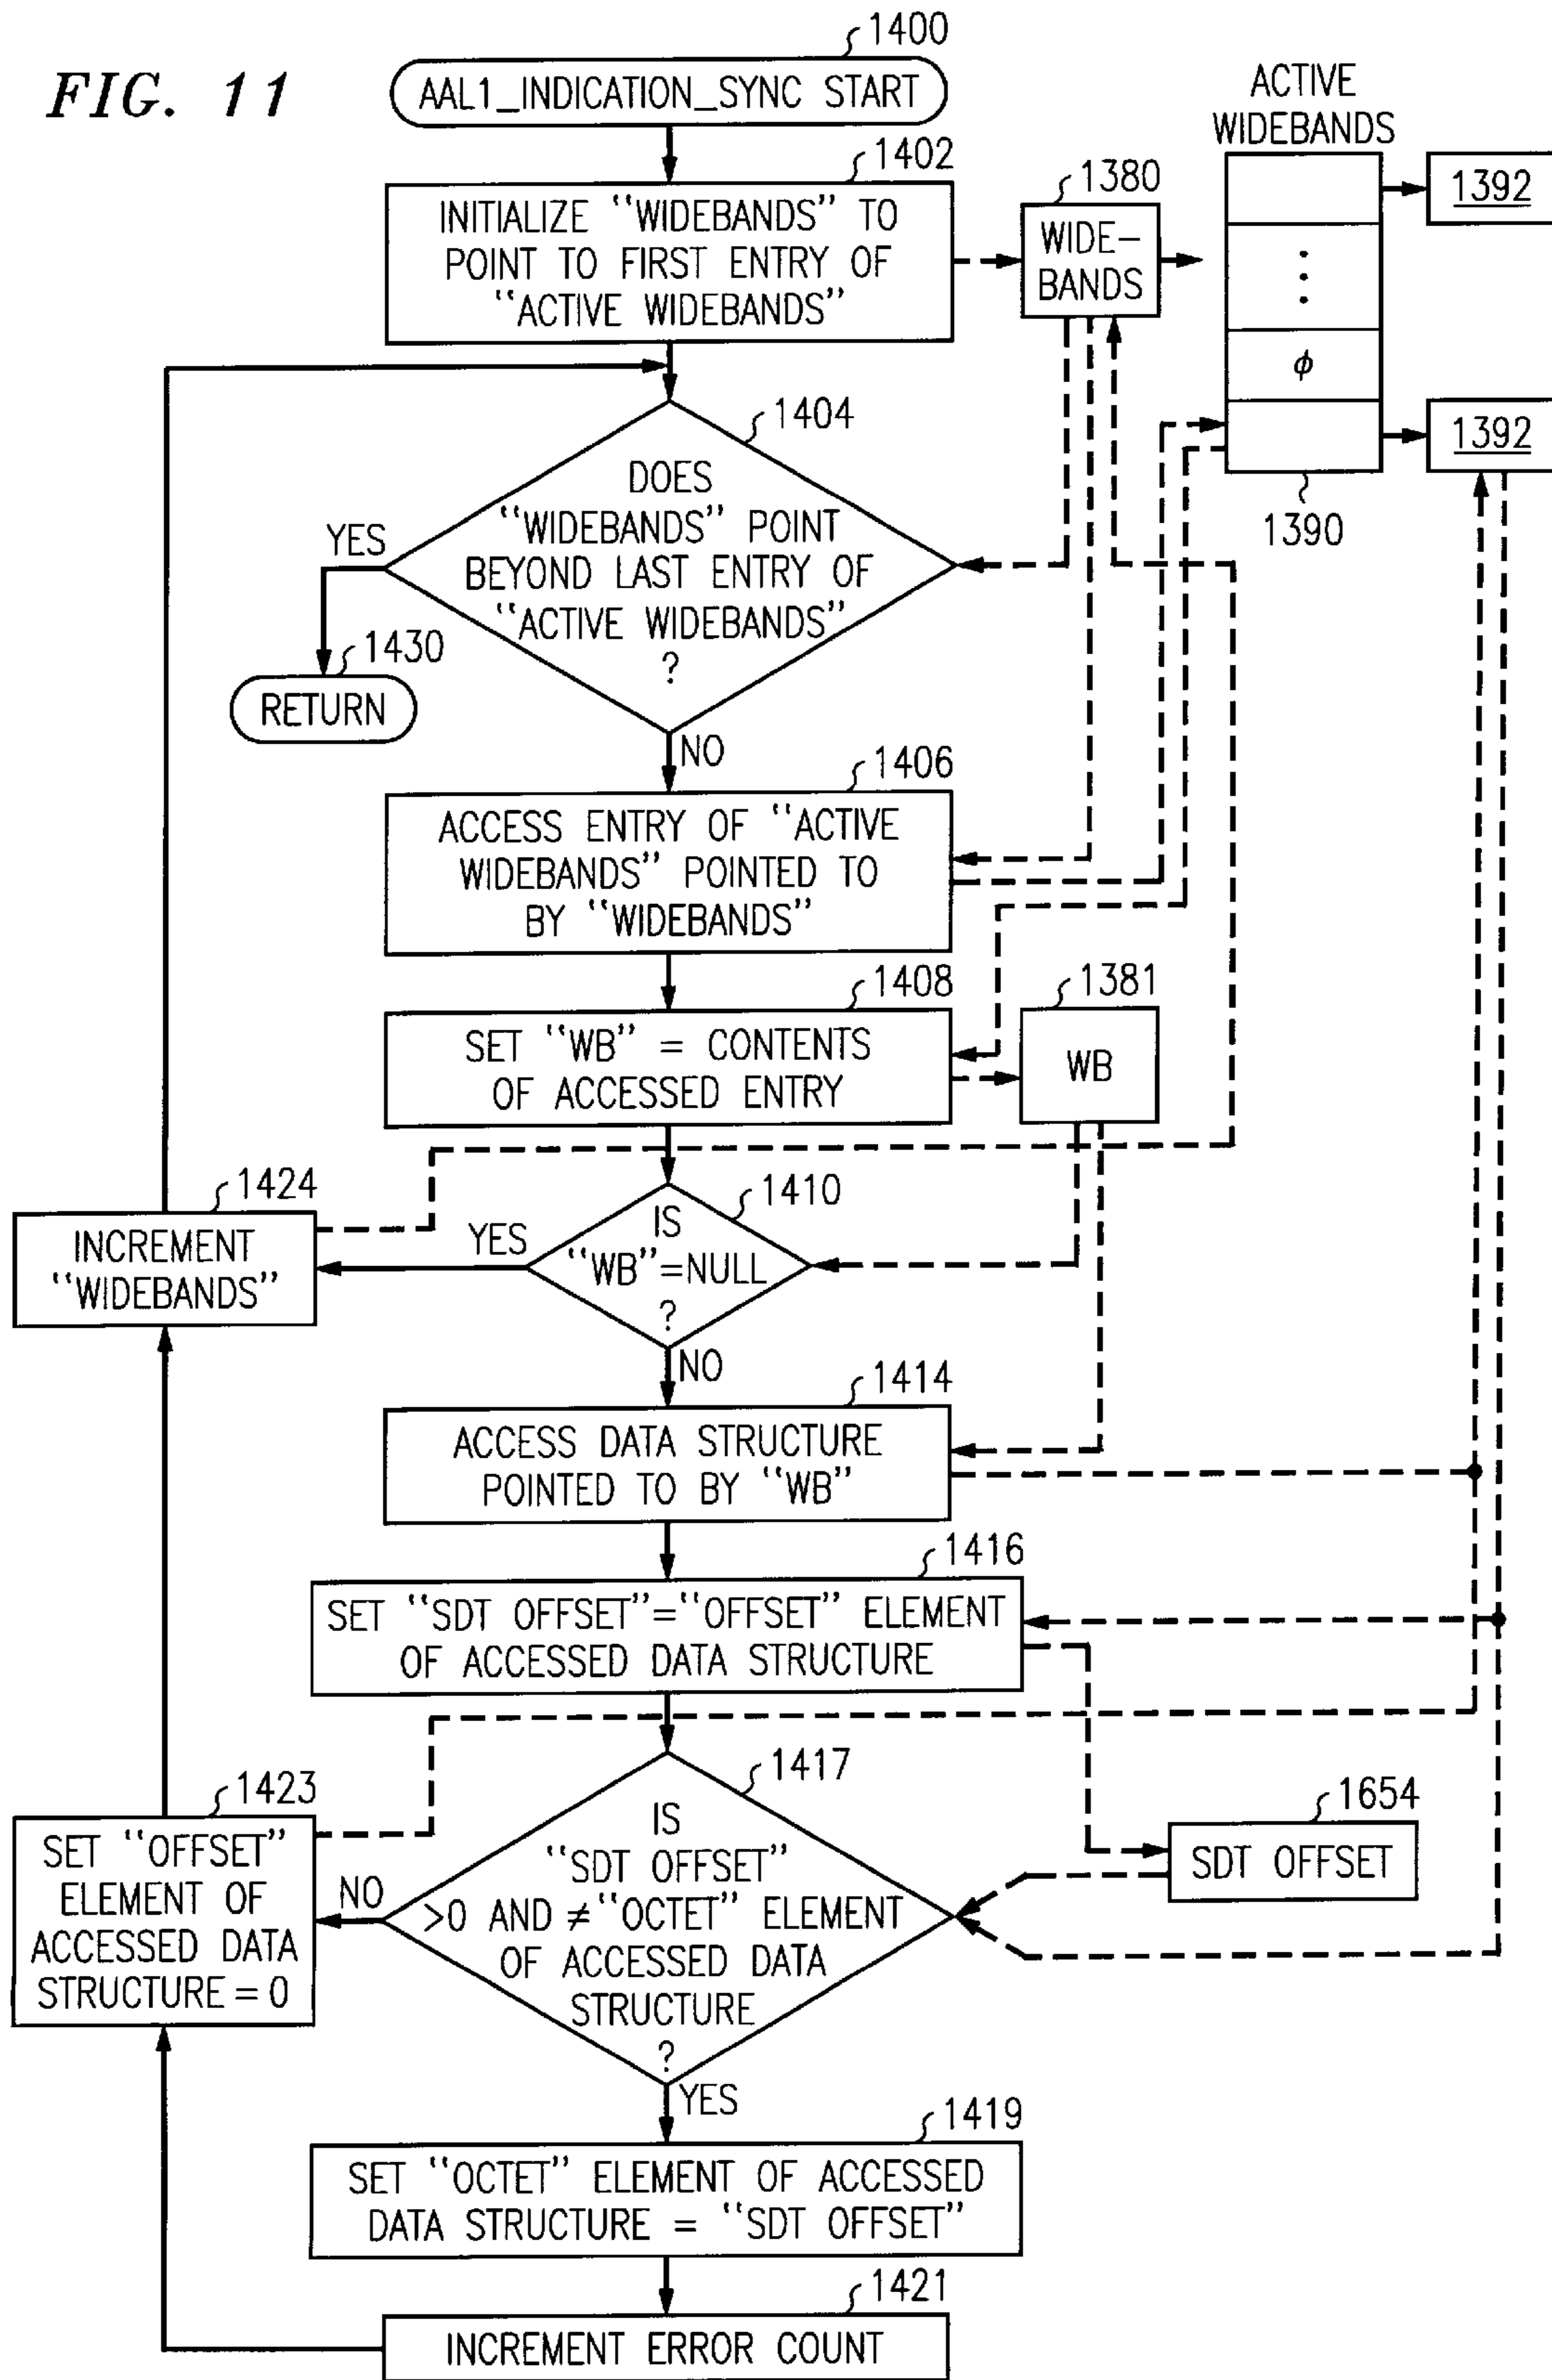 FIG. 11
1400
AAL1_INDICATION_SYNC START
ACTIVE
WIDEBANDS
1402
INITIALIZE "WIDEBANDS" TO
POINT TO FIRST ENTRY OF
"ACTIVE WIDEBANDS"
1380
WIDE-
BANDS
1392
⋮
φ
1392
1390
1404
DOES
"WIDEBANDS" POINT
BEYOND LAST ENTRY OF
"ACTIVE WIDEBANDS"
?
YES
1430
RETURN
NO
1406
ACCESS ENTRY OF "ACTIVE
WIDEBANDS" POINTED TO
BY "WIDEBANDS"
1408
SET "WB" = CONTENTS
OF ACCESSED ENTRY
1381
WB
1424
INCREMENT
"WIDEBANDS"
YES
1410
IS
"WB"=NULL
?
NO
1414
ACCESS DATA STRUCTURE
POINTED TO BY "WB"
1416
SET "SDT OFFSET"="OFFSET" ELEMENT
OF ACCESSED DATA STRUCTURE
1423
SET "OFFSET"
ELEMENT OF
ACCESSED DATA
STRUCTURE = 0
NO
1417
IS
"SDT OFFSET"
>0 AND ≠"OCTET" ELEMENT
OF ACCESSED DATA
STRUCTURE
?
1654
SDT OFFSET
YES
1419
SET "OCTET" ELEMENT OF ACCESSED
DATA STRUCTURE = "SDT OFFSET"
1421
INCREMENT ERROR COUNT